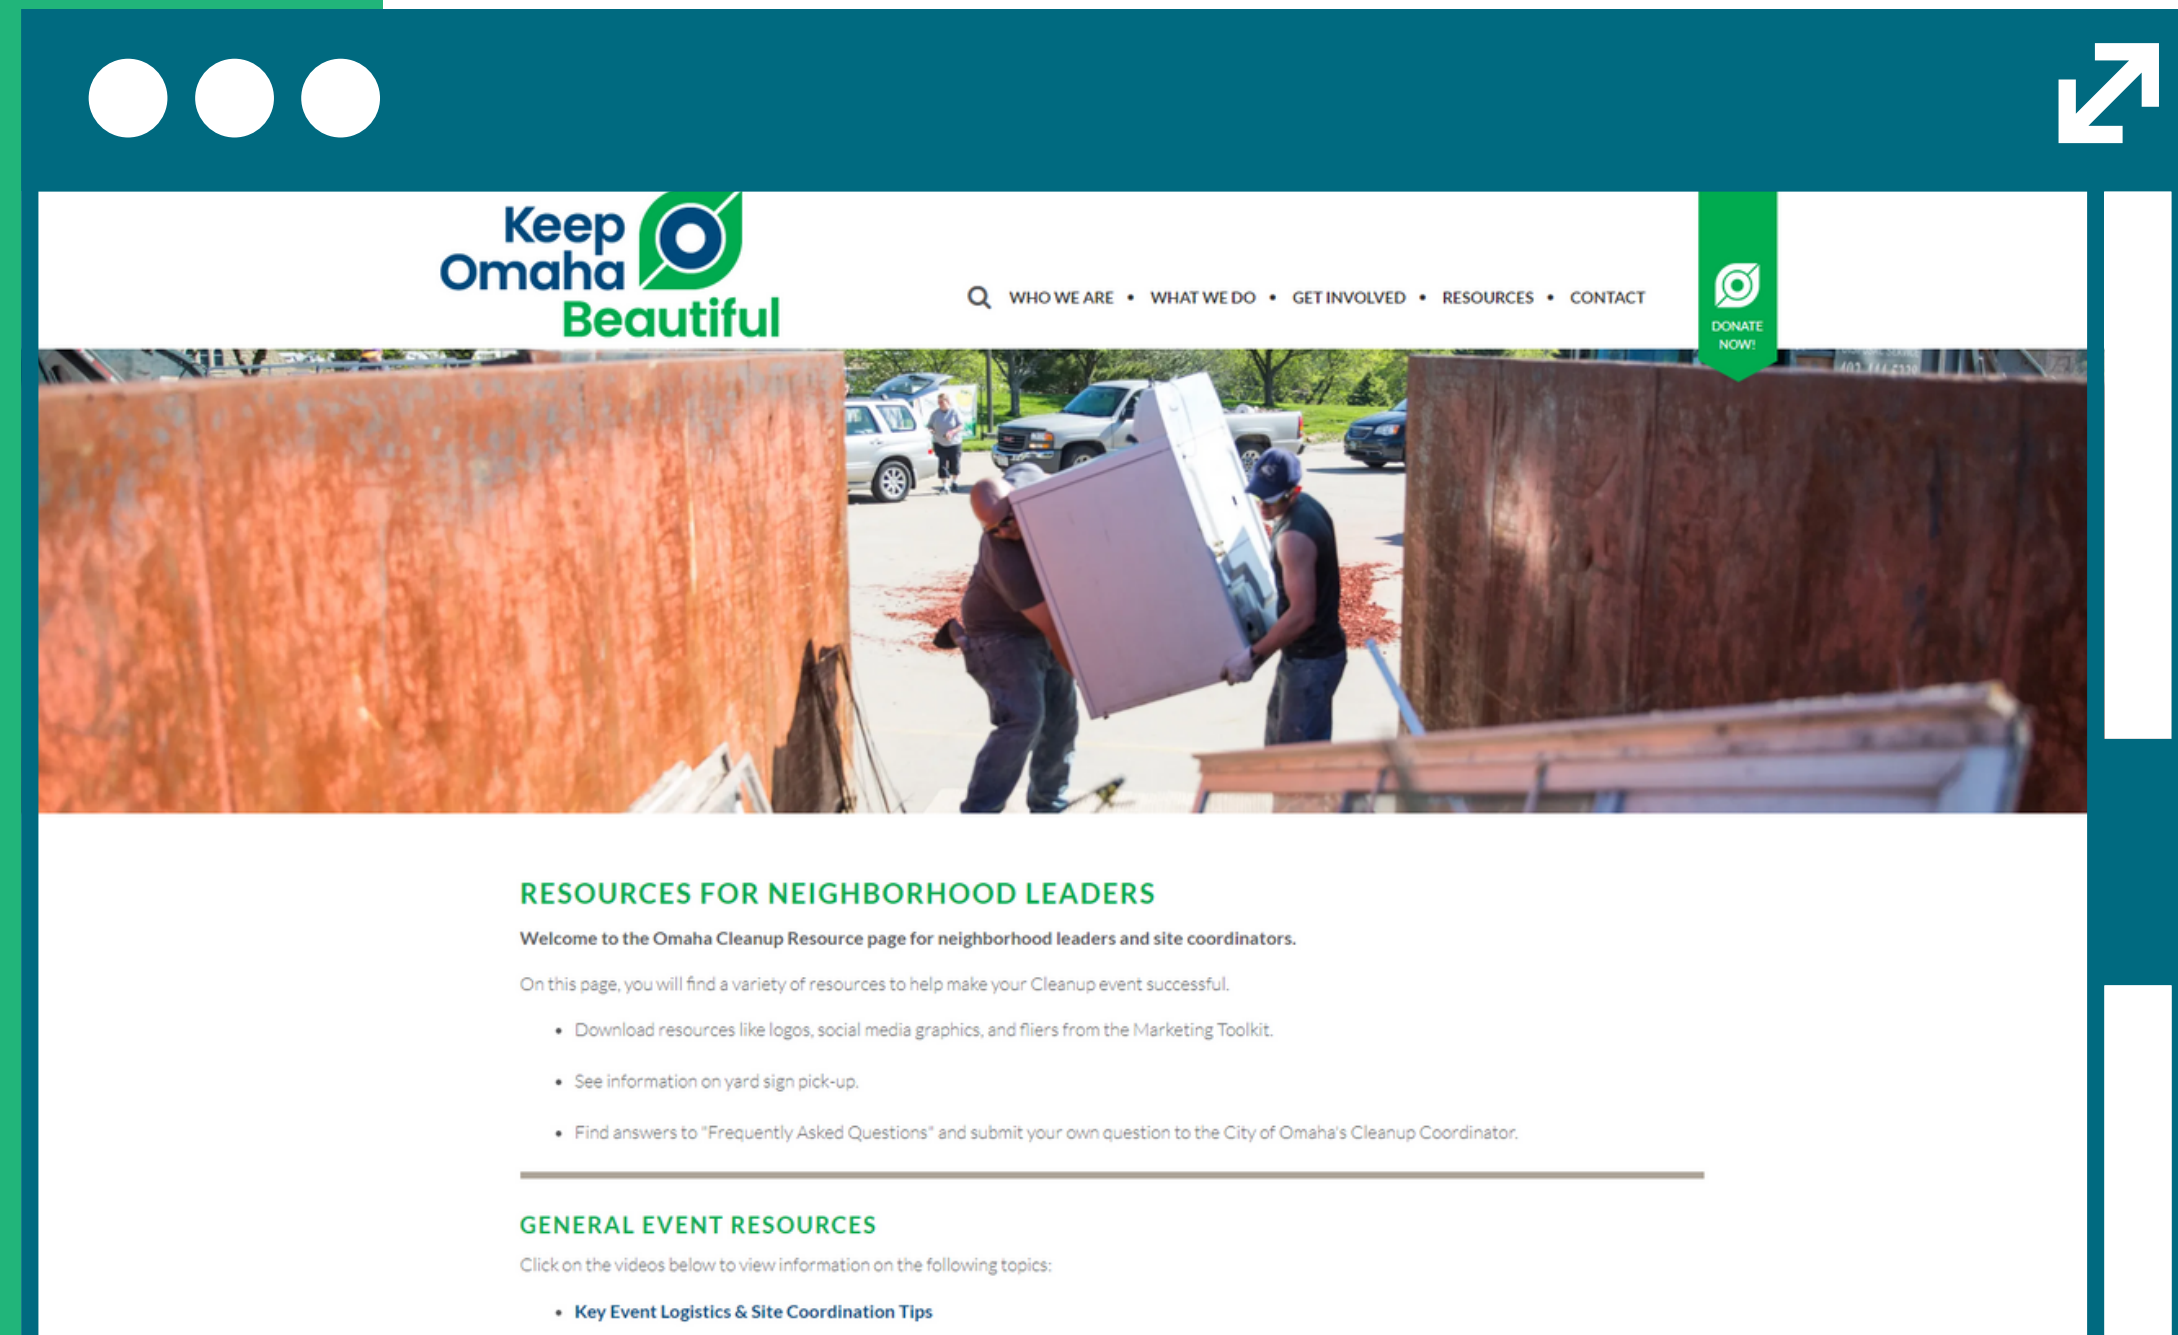 Keep
Omaha
Beautiful
WHO WE ARE • WHAT WE DO • GET INVOLVED • RESOURCES • CONTACT
DONATE
NOW!
RESOURCES FOR NEIGHBORHOOD LEADERS
Welcome to the Omaha Cleanup Resource page for neighborhood leaders and site coordinators.
On this page, you will find a variety of resources to help make your Cleanup event successful.
• Download resources like logos, social media graphics, and fliers from the Marketing Toolkit.
• See information on yard sign pick-up.
• Find answers to "Frequently Asked Questions" and submit your own question to the City of Omaha's Cleanup Coordinator.
GENERAL EVENT RESOURCES
Click on the videos below to view information on the following topics:
• Key Event Logistics & Site Coordination Tips